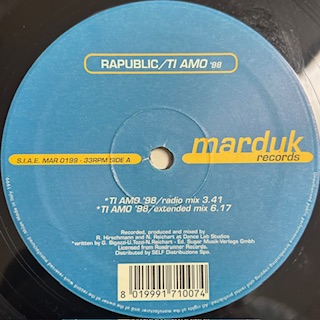 RAPUBLIC/TI AMO '98
S.I.A.E. MAR 0199 - 33RPM SIDE A
marduk
records
*TI AMO '98/radio mix 3.41
*TI AMO '98/extended mix 6.17
Recorded, produced and mixed by
R. Hirschmann and N. Reichart at Dance Lab Studios
*written by G. Bigazzi-U.Tozzi-N.Reichart - Ed. Sugar Musik-Verlags Gmbh
Licensed from Roadrunner Records.
Distributed by SELF Distribuzione Spa.
8 019991 710074